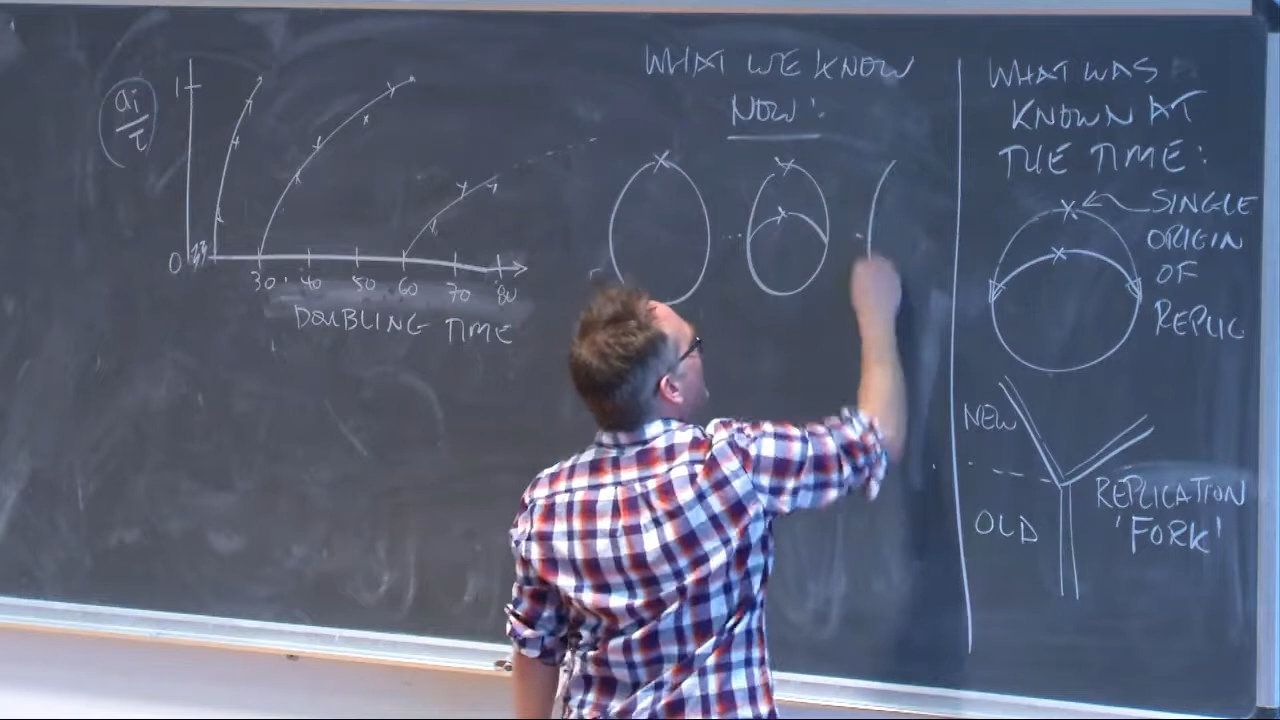 ai/τ
1
0
30 40 50 60 70 80
DOUBLING TIME
WHAT WE KNOW
NOW:
WHAT WAS
KNOWN AT
THE TIME:
SINGLE
ORIGIN
OF
REPLIC
NEW
OLD
REPLICATION
'FORK'